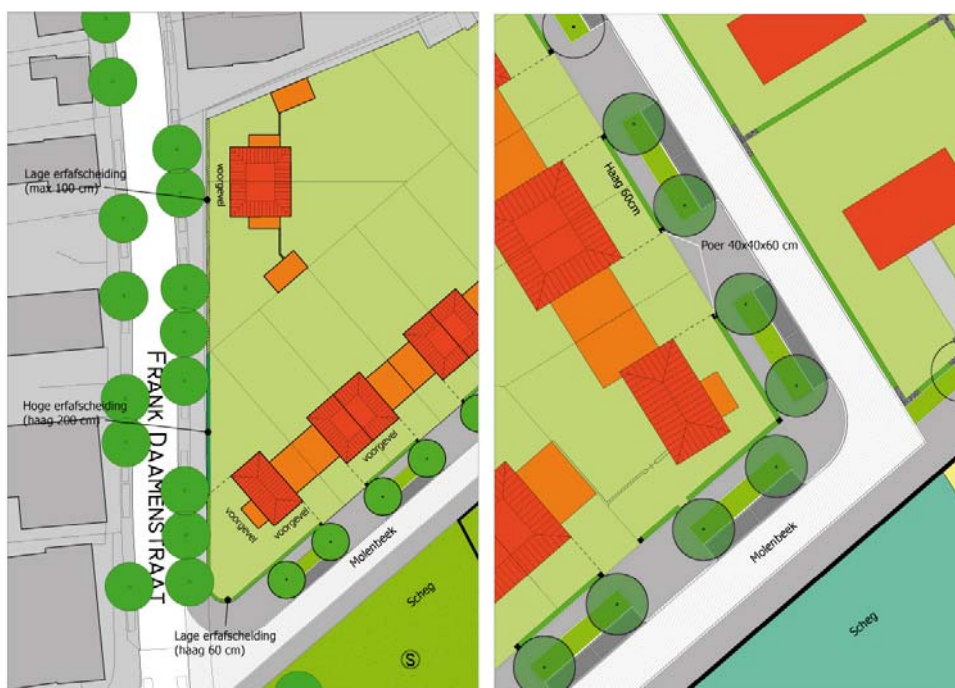 Lage erfafscheiding
(max 100 cm)
voorgevel
FRANK DAAMENSTRAAT
Hoge erfafscheiding
(haag 200 cm)
voorgevel
voorgevel
voorgevel
Molenbeek
Scheg
Lage erfafscheiding
(haag 60 cm)
S
Haag 60cm
Poer 40x40x60 cm
Molenbeek
Scheg